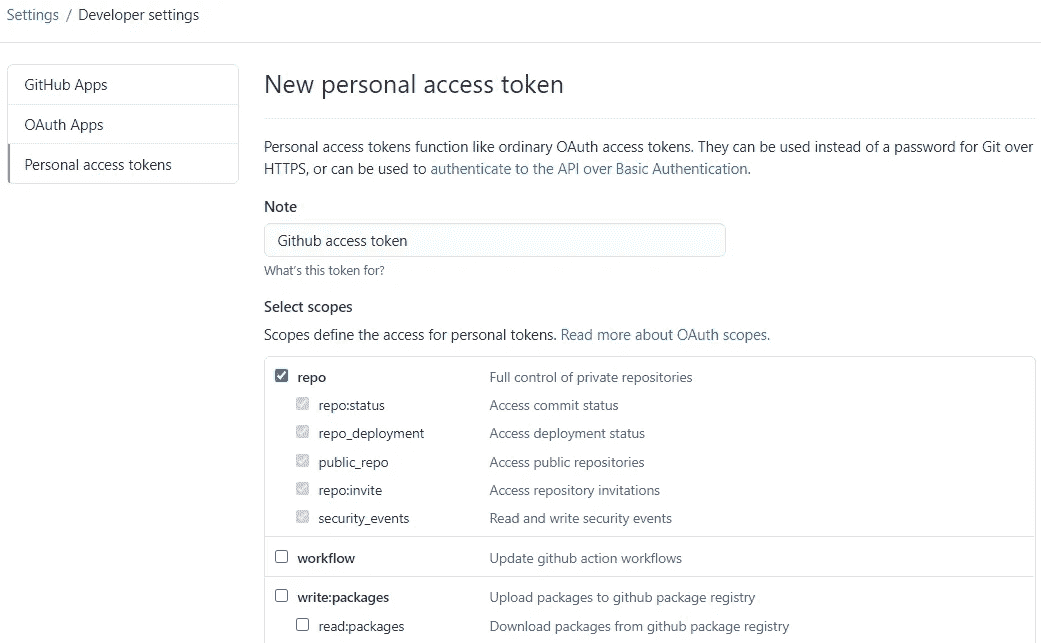 Settings / Developer settings
GitHub Apps
OAuth Apps
Personal access tokens
New personal access token
Personal access tokens function like ordinary OAuth access tokens. They can be used instead of a password for Git over
HTTPS, or can be used to authenticate to the API over Basic Authentication.
Note
Github access token
What's this token for?
Select scopes
Scopes define the access for personal tokens. Read more about OAuth scopes.
repo Full control of private repositories
repo:status Access commit status
repo_deployment Access deployment status
public_repo Access public repositories
repo:invite Access repository invitations
security_events Read and write security events
workflow Update github action workflows
write:packages Upload packages to github package registry
read:packages Download packages from github package registry